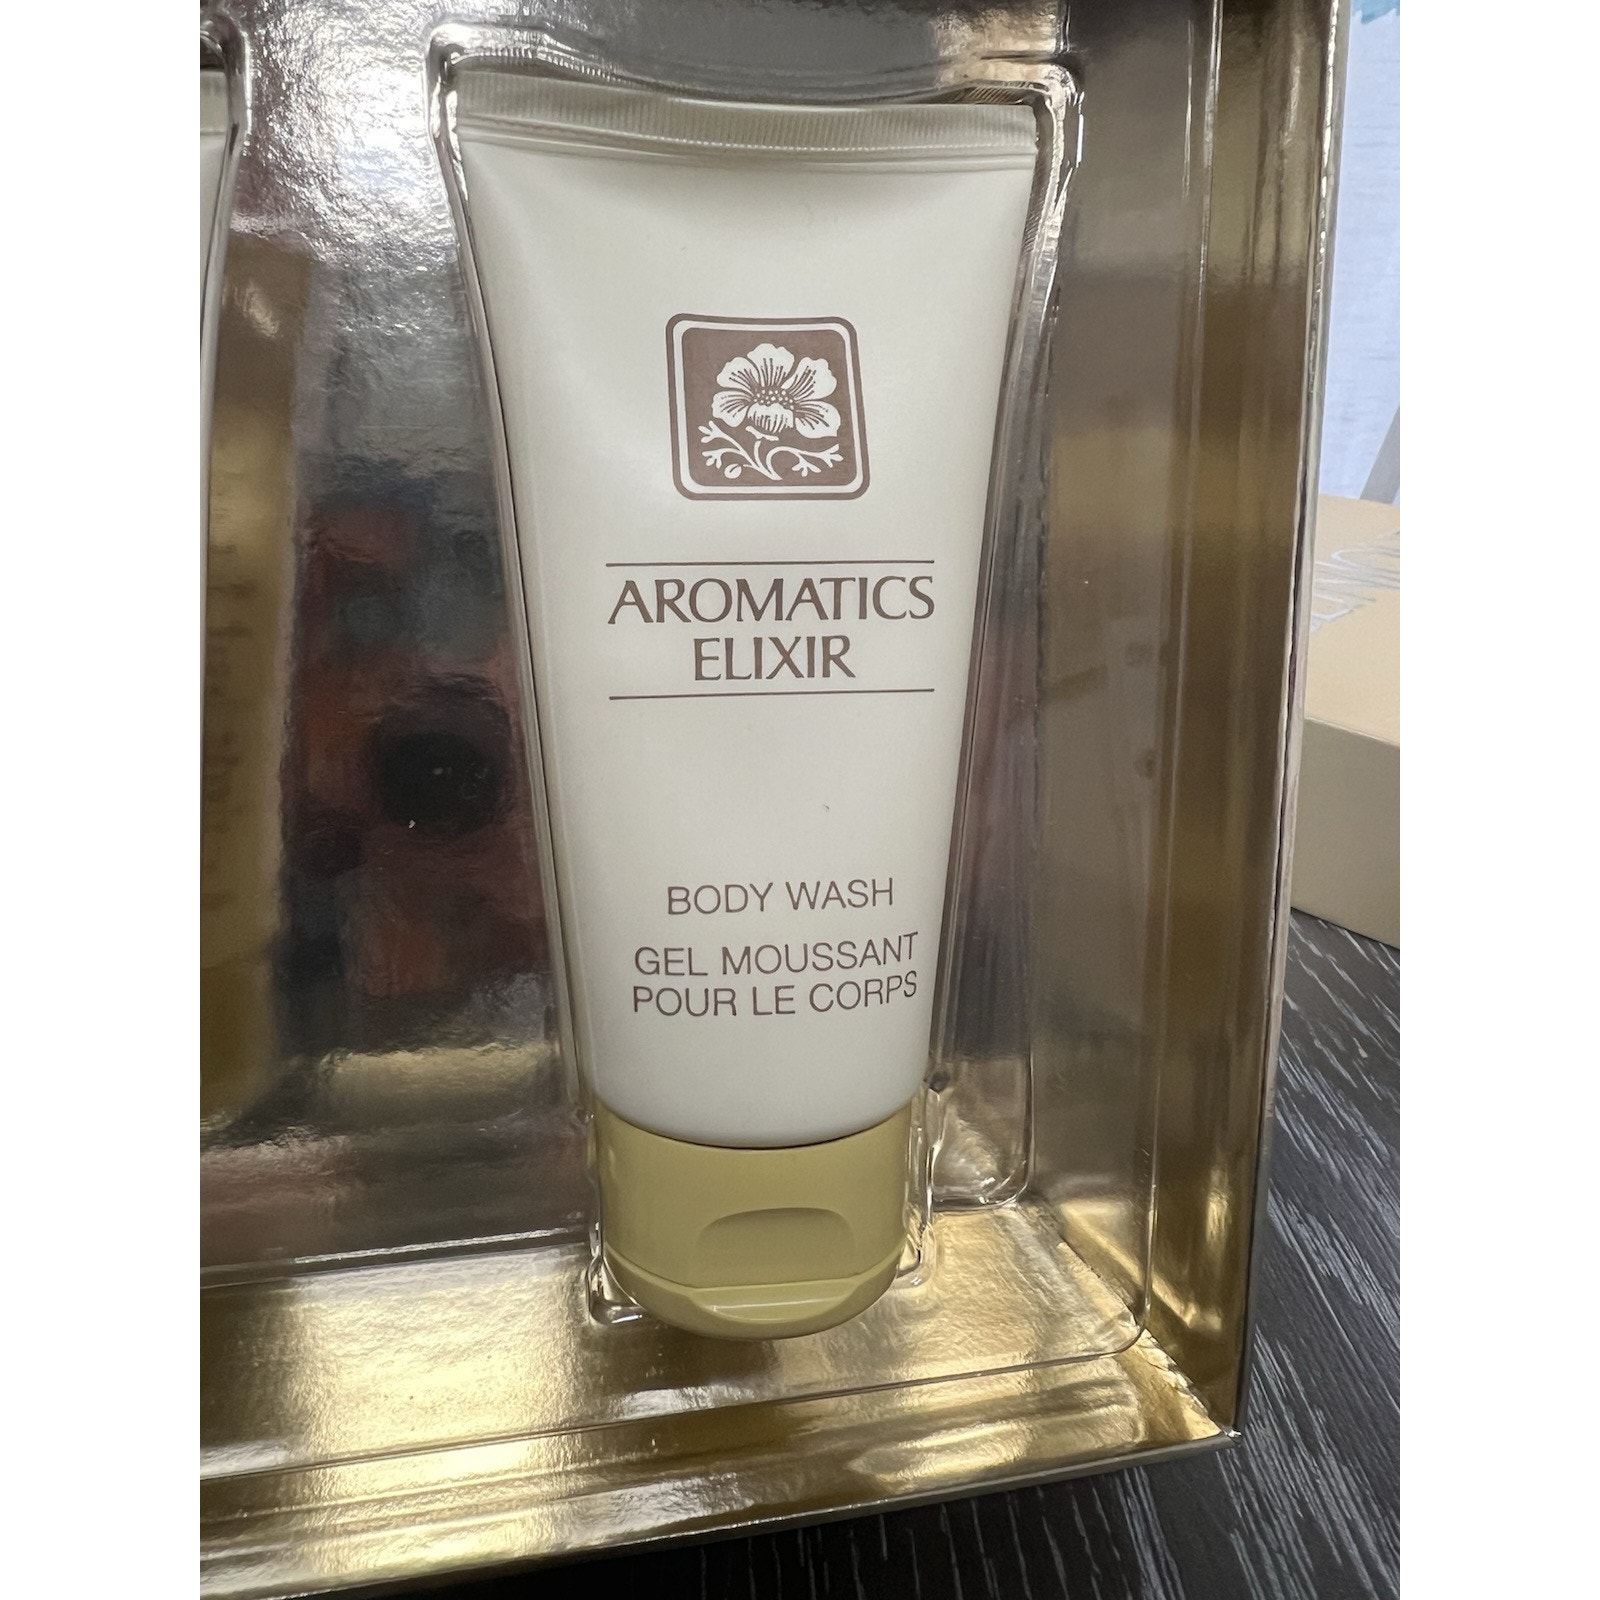 AROMATICS
ELIXIR
BODY WASH
GEL MOUSSANT
POUR LE CORPS